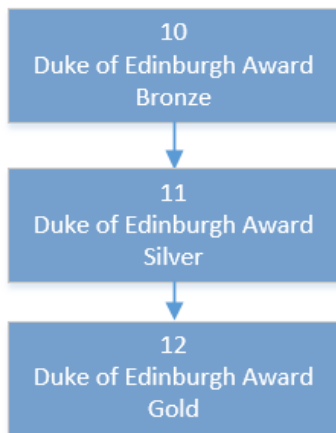 10
Duke of Edinburgh Award
Bronze
11
Duke of Edinburgh Award
Silver
12
Duke of Edinburgh Award
Gold